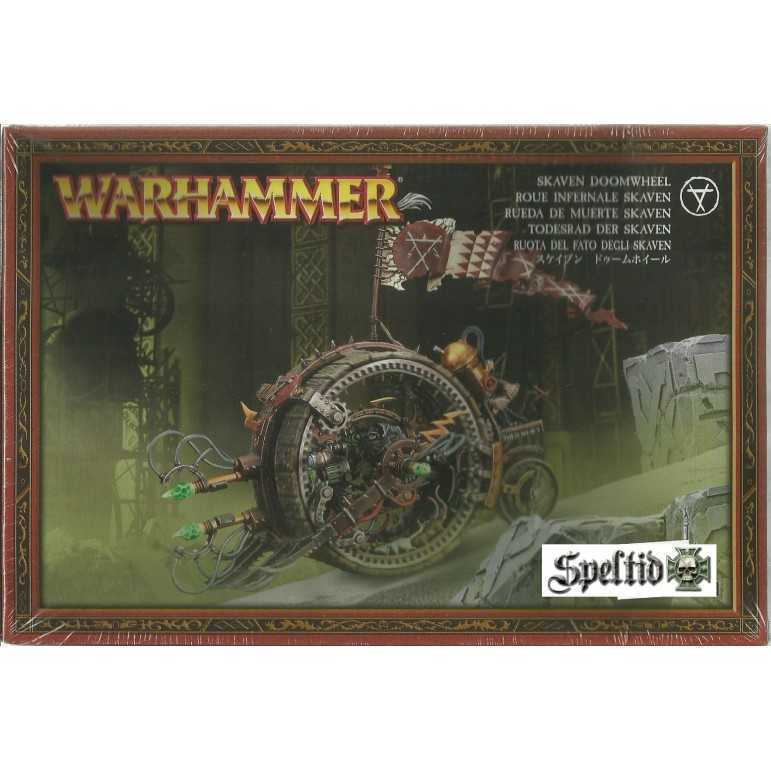 WARHAMMER®
SKAVEN DOOMWHEEL
ROUE INFERNALE SKAVEN
RUEDA DE MUERTE SKAVEN
TODESRAD DER SKAVEN
RUOTA DEL FATO DEGLI SKAVEN
スケイブン ドゥームホイール
Speltid